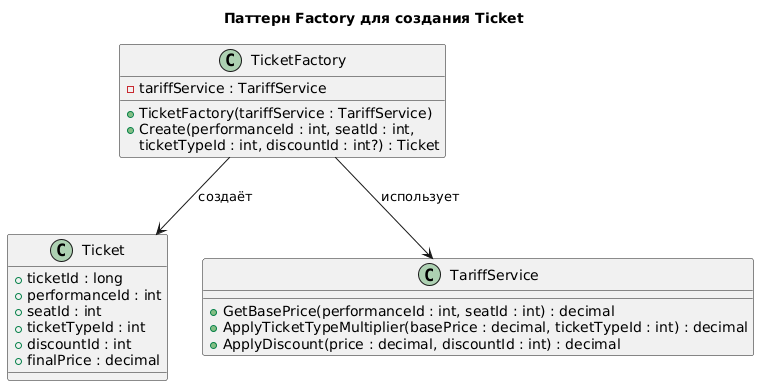 Паттерн Factory для создания Ticket
C TicketFactory
tariffService : TariffService
TicketFactory(tariffService : TariffService)
Create(performanceId : int, seatId : int,
ticketTypeId : int, discountId : int?) : Ticket
создаёт
использует
C Ticket
ticketId : long
performanceId : int
seatId : int
ticketTypeId : int
discountId : int
finalPrice : decimal
C TariffService
GetBasePrice(performanceId : int, seatId : int) : decimal
ApplyTicketTypeMultiplier(basePrice : decimal, ticketTypeId : int) : decimal
ApplyDiscount(price : decimal, discountId : int) : decimal